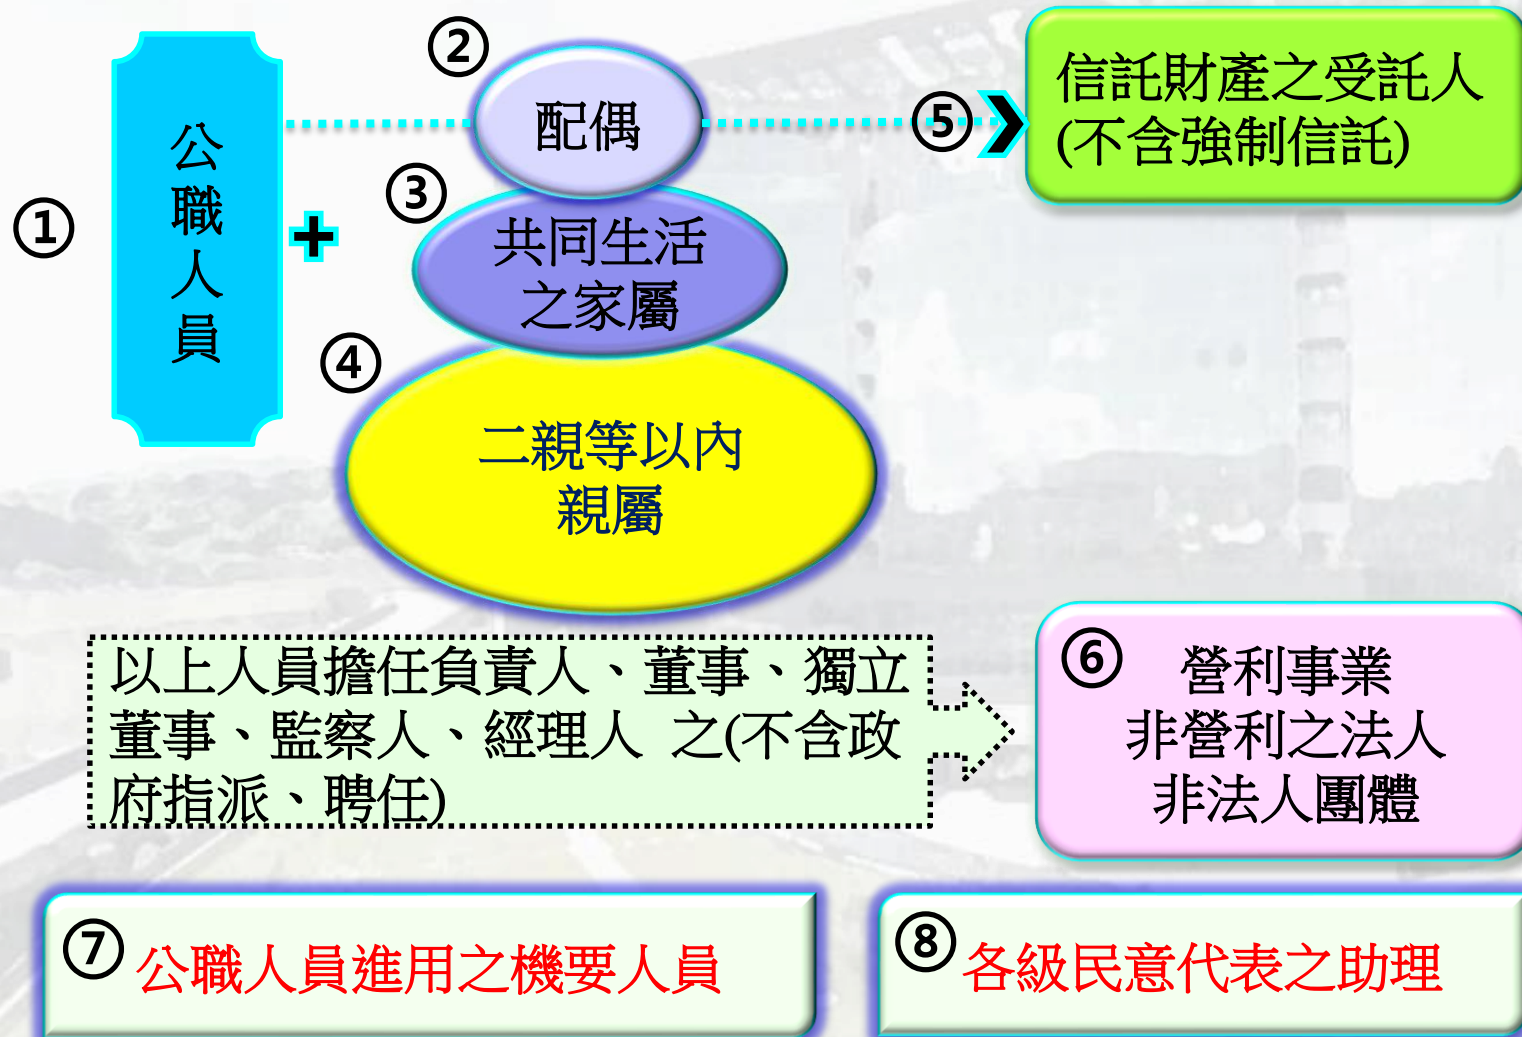 ①
公
職
人
員
+
②
配偶
③
共同生活
之家屬
④
二親等以內
親屬
⑤
信託財產之受託人
(不含強制信託)
以上人員擔任負責人、董事、獨立
董事、監察人、經理人 之(不含政
府指派、聘任)
⑥
營利事業
非營利之法人
非法人團體
⑦ 公職人員進用之機要人員
⑧ 各級民意代表之助理